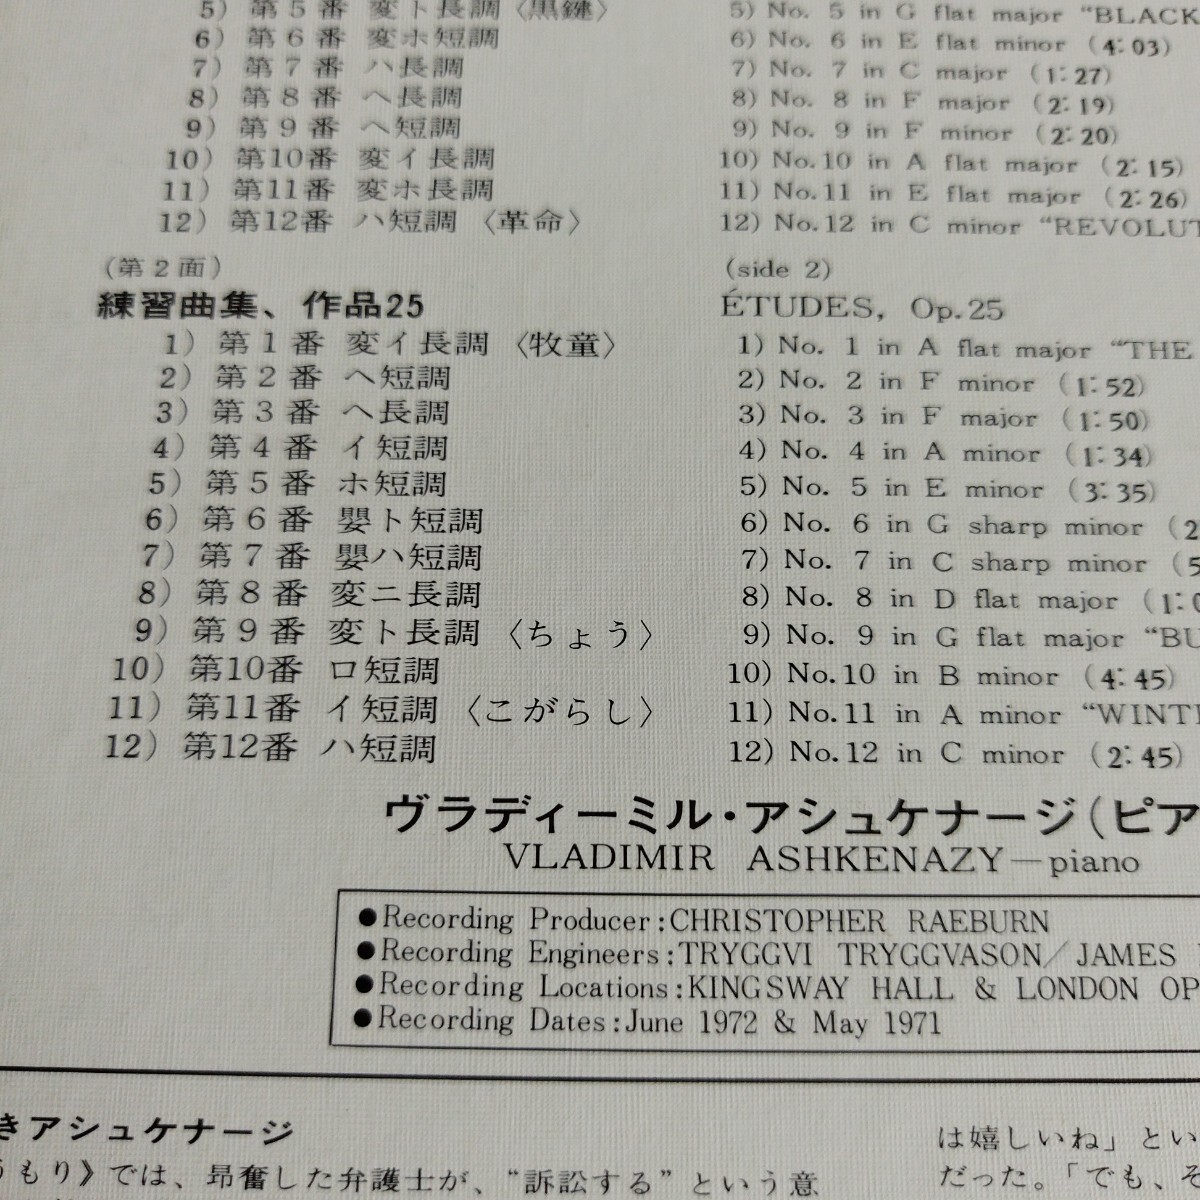 5) 第5番 変ト長調〈黒鍵〉
6) 第6番 変ホ短調
7) 第7番 ハ長調
8) 第8番 ヘ長調
9) 第9番 ヘ短調
10) 第10番 変イ長調
11) 第11番 変ホ長調
12) 第12番 ハ短調〈革命〉
(第2面)
練習曲集、作品25
1) 第1番 変イ長調〈牧童〉
2) 第2番 ヘ短調
3) 第3番 ヘ長調
4) 第4番 イ短調
5) 第5番 ホ短調
6) 第6番 嬰ト短調
7) 第7番 嬰ハ短調
8) 第8番 変ニ長調
9) 第9番 変ト長調〈ちょう〉
10) 第10番 ロ短調
11) 第11番 イ短調〈こがらし〉
12) 第12番 ハ短調
5) No. 5 in G flat major “BLACK
6) No. 6 in E flat minor (4:03)
7) No. 7 in C major (1:27)
8) No. 8 in F major (2:19)
9) No. 9 in F minor (2:20)
10) No.10 in A flat major (2:15)
11) No.11 in E flat major (2:26)
12) No.12 in C minor “REVOLUT
(side 2)
ÉTUDES, Op.25
1) No. 1 in A flat major “THE
2) No. 2 in F minor (1:52)
3) No. 3 in F major (1:50)
4) No. 4 in A minor (1:34)
5) No. 5 in E minor (3:35)
6) No. 6 in G sharp minor (2
7) No. 7 in C sharp minor (5
8) No. 8 in D flat major (1:0
9) No. 9 in G flat major “BU
10) No.10 in B minor (4:45)
11) No.11 in A minor “WINT
12) No.12 in C minor (2:45)
ヴラディーミル・アシュケナージ(ピア
VLADIMIR ASHKENAZY—piano
●Recording Producer:CHRISTOPHER RAEBURN
●Recording Engineers:TRYGGVI TRYGGVASON/JAMES
●Recording Locations:KINGSWAY HALL & LONDON OP
●Recording Dates:June 1972 & May 1971
きアシュケナージ
うもり》では、昂奮した弁護士が、“訴訟する”という意
は嬉しいね」とい
だった。「でも、そ